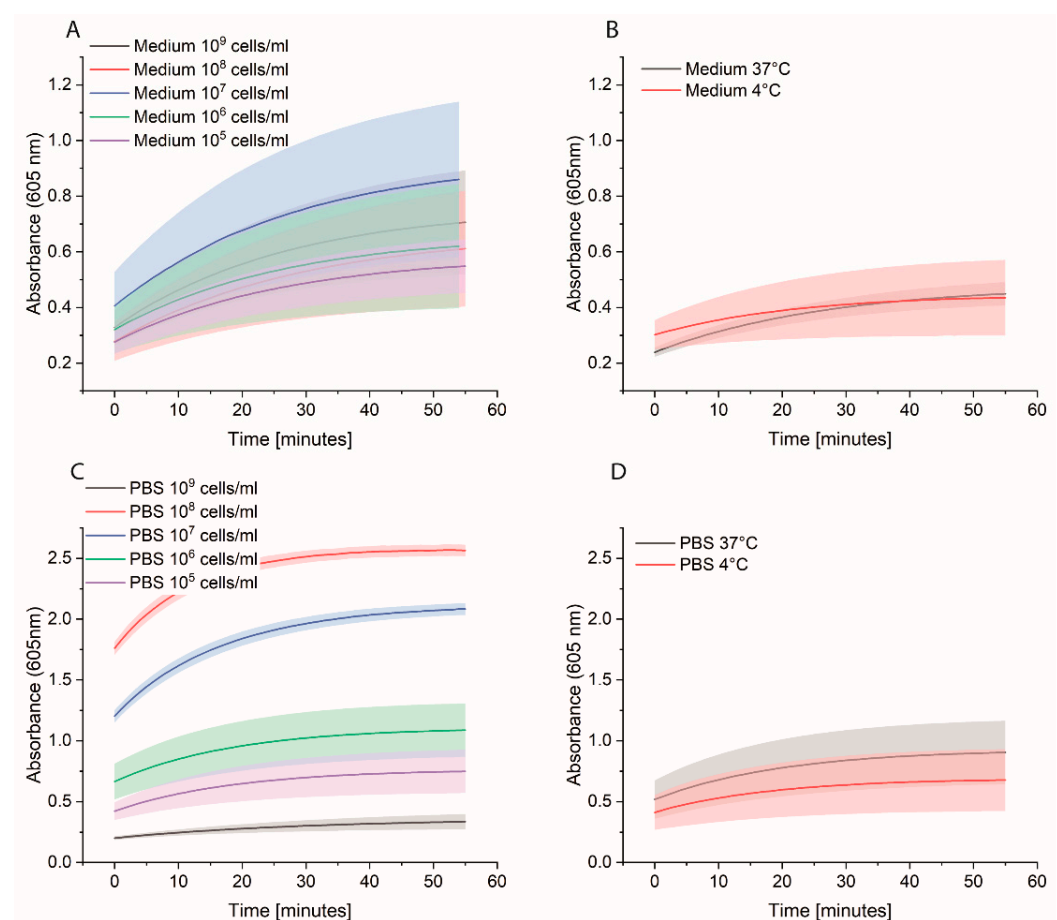 A
Medium 10⁹ cells/ml
Medium 10⁸ cells/ml
Medium 10⁷ cells/ml
Medium 10⁶ cells/ml
Medium 10⁵ cells/ml
Absorbance (605 nm)
1.2
1.0
0.8
0.6
0.4
0.2
0 10 20 30 40 50 60
Time [minutes]
B
Medium 37°C
Medium 4°C
Absorbance (605nm)
1.2
1.0
0.8
0.6
0.4
0.2
0 10 20 30 40 50 60
Time [minutes]
C
PBS 10⁹ cells/ml
PBS 10⁸ cells/ml
PBS 10⁷ cells/ml
PBS 10⁶ cells/ml
PBS 10⁵ cells/ml
Absorbance (605nm)
2.5
2.0
1.5
1.0
0.5
0.0
0 10 20 30 40 50 60
Time [minutes]
D
PBS 37°C
PBS 4°C
Absorbance (605 nm)
2.5
2.0
1.5
1.0
0.5
0.0
0 10 20 30 40 50 60
Time [minutes]